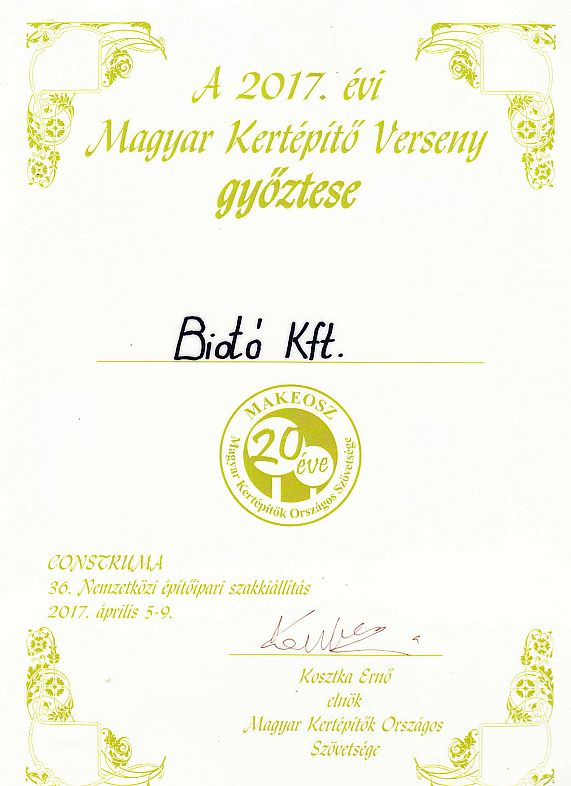 A 2017. évi
Magyar Kertépítő Verseny
győztese
Biotó Kft.
MAKEOSZ
20
éve
Magyar Kertépítők Országos Szövetsége
CONSTRUMA
36. Nemzetközi építőipari szakkiállítás
2017. április 5-9.
Kosztka Ernő
elnök
Magyar Kertépítők Országos
Szövetsége